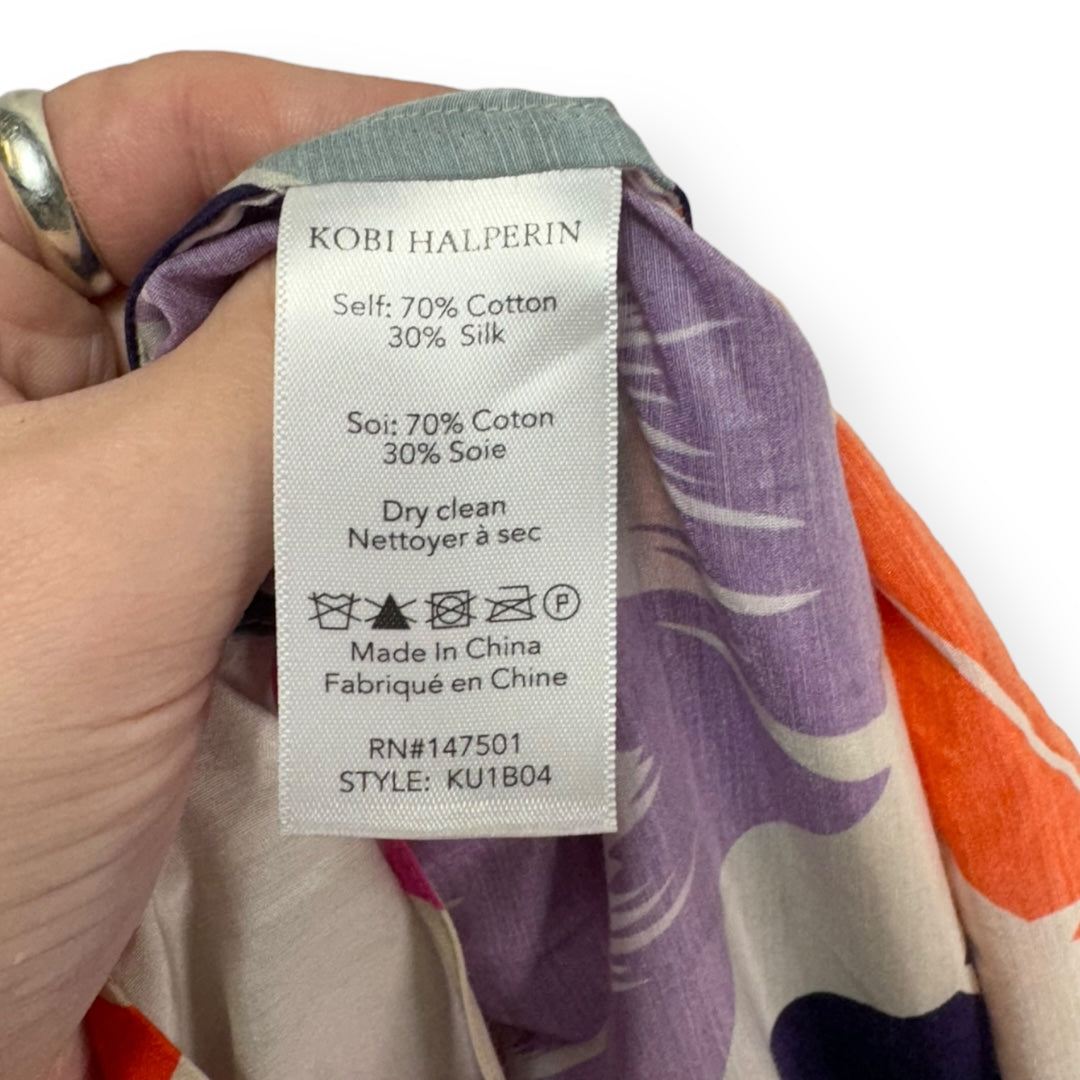 KOBI HALPERIN
Self: 70% Cotton
30% Silk
Soi: 70% Coton
30% Soie
Dry clean
Nettoyer à sec
P
Made In China
Fabriqué en Chine
RN#147501
STYLE: KU1B04